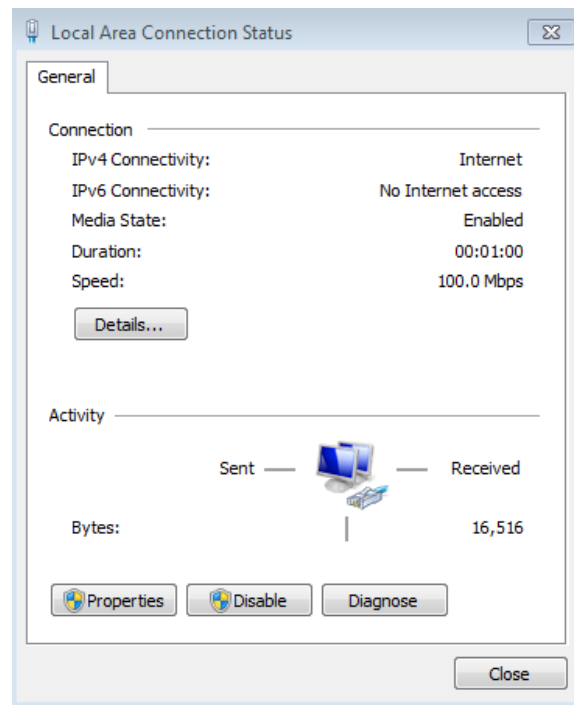 Local Area Connection Status
General
Connection
IPv4 Connectivity: Internet
IPv6 Connectivity: No Internet access
Media State: Enabled
Duration: 00:01:00
Speed: 100.0 Mbps
Details...
Activity
Sent Received
Bytes: 16,516
Properties Disable Diagnose
Close